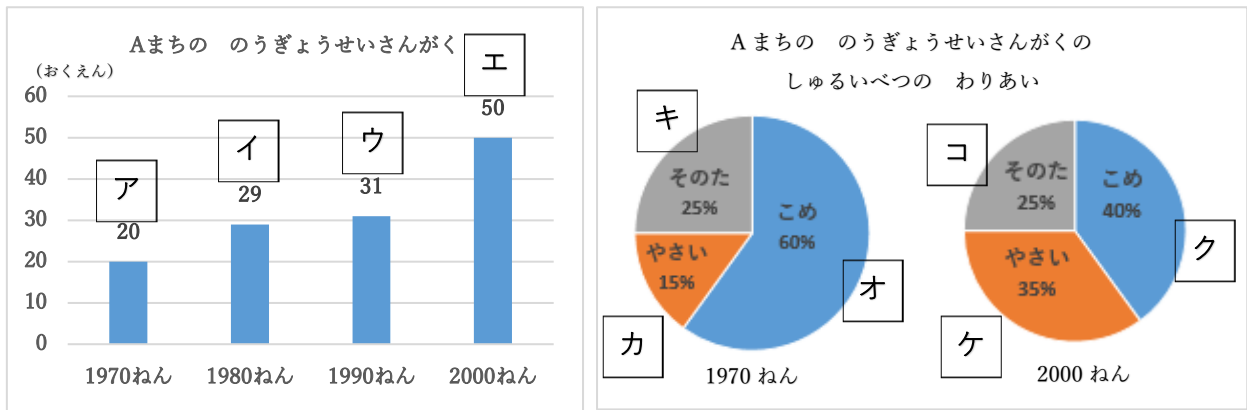 Aまちの　のうぎょうせいさんがく
（おくえん）
60
50
40
30
20
10
0
ア
20
イ
29
ウ
31
エ
50
1970ねん
1980ねん
1990ねん
2000ねん
A まちの　のうぎょうせいさんがくの
しゅるいべつの　わりあい
キ
そのた
25%
こめ
60%
やさい
15%
オ
カ
1970 ねん
コ
そのた
25%
こめ
40%
ク
やさい
35%
ケ
2000 ねん